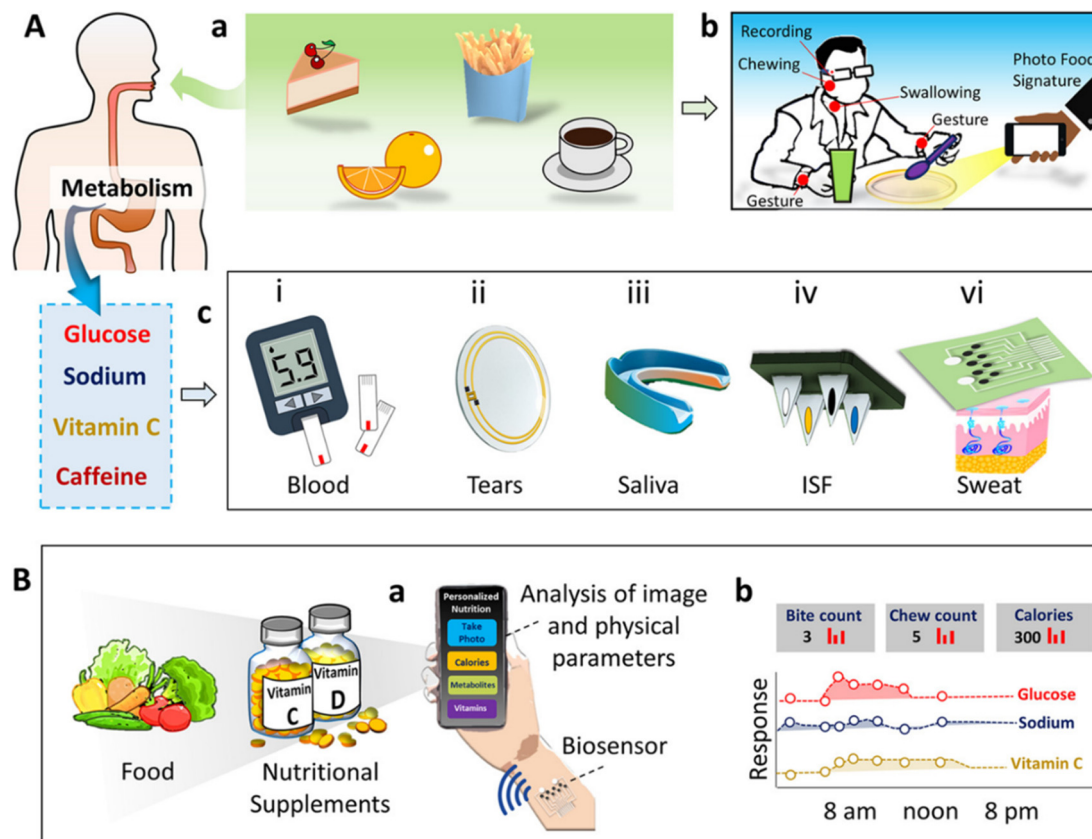 A
a
b
Recording
Chewing
Swallowing
Gesture
Gesture
Photo Food
Signature
Metabolism
Glucose
Sodium
Vitamin C
Caffeine
c
i
ii
iii
iv
vi
5.9
Blood
Tears
Saliva
ISF
Sweat
B
Food
Vitamin
C
Vitamin
D
Nutritional
Supplements
a
Personalized
Nutrition
Take
Photo
Calories
Metabolites
Vitamins
Analysis of image
and physical
parameters
Biosensor
b
Bite count
3
Chew count
5
Calories
300
Response
Glucose
Sodium
Vitamin C
8 am noon 8 pm